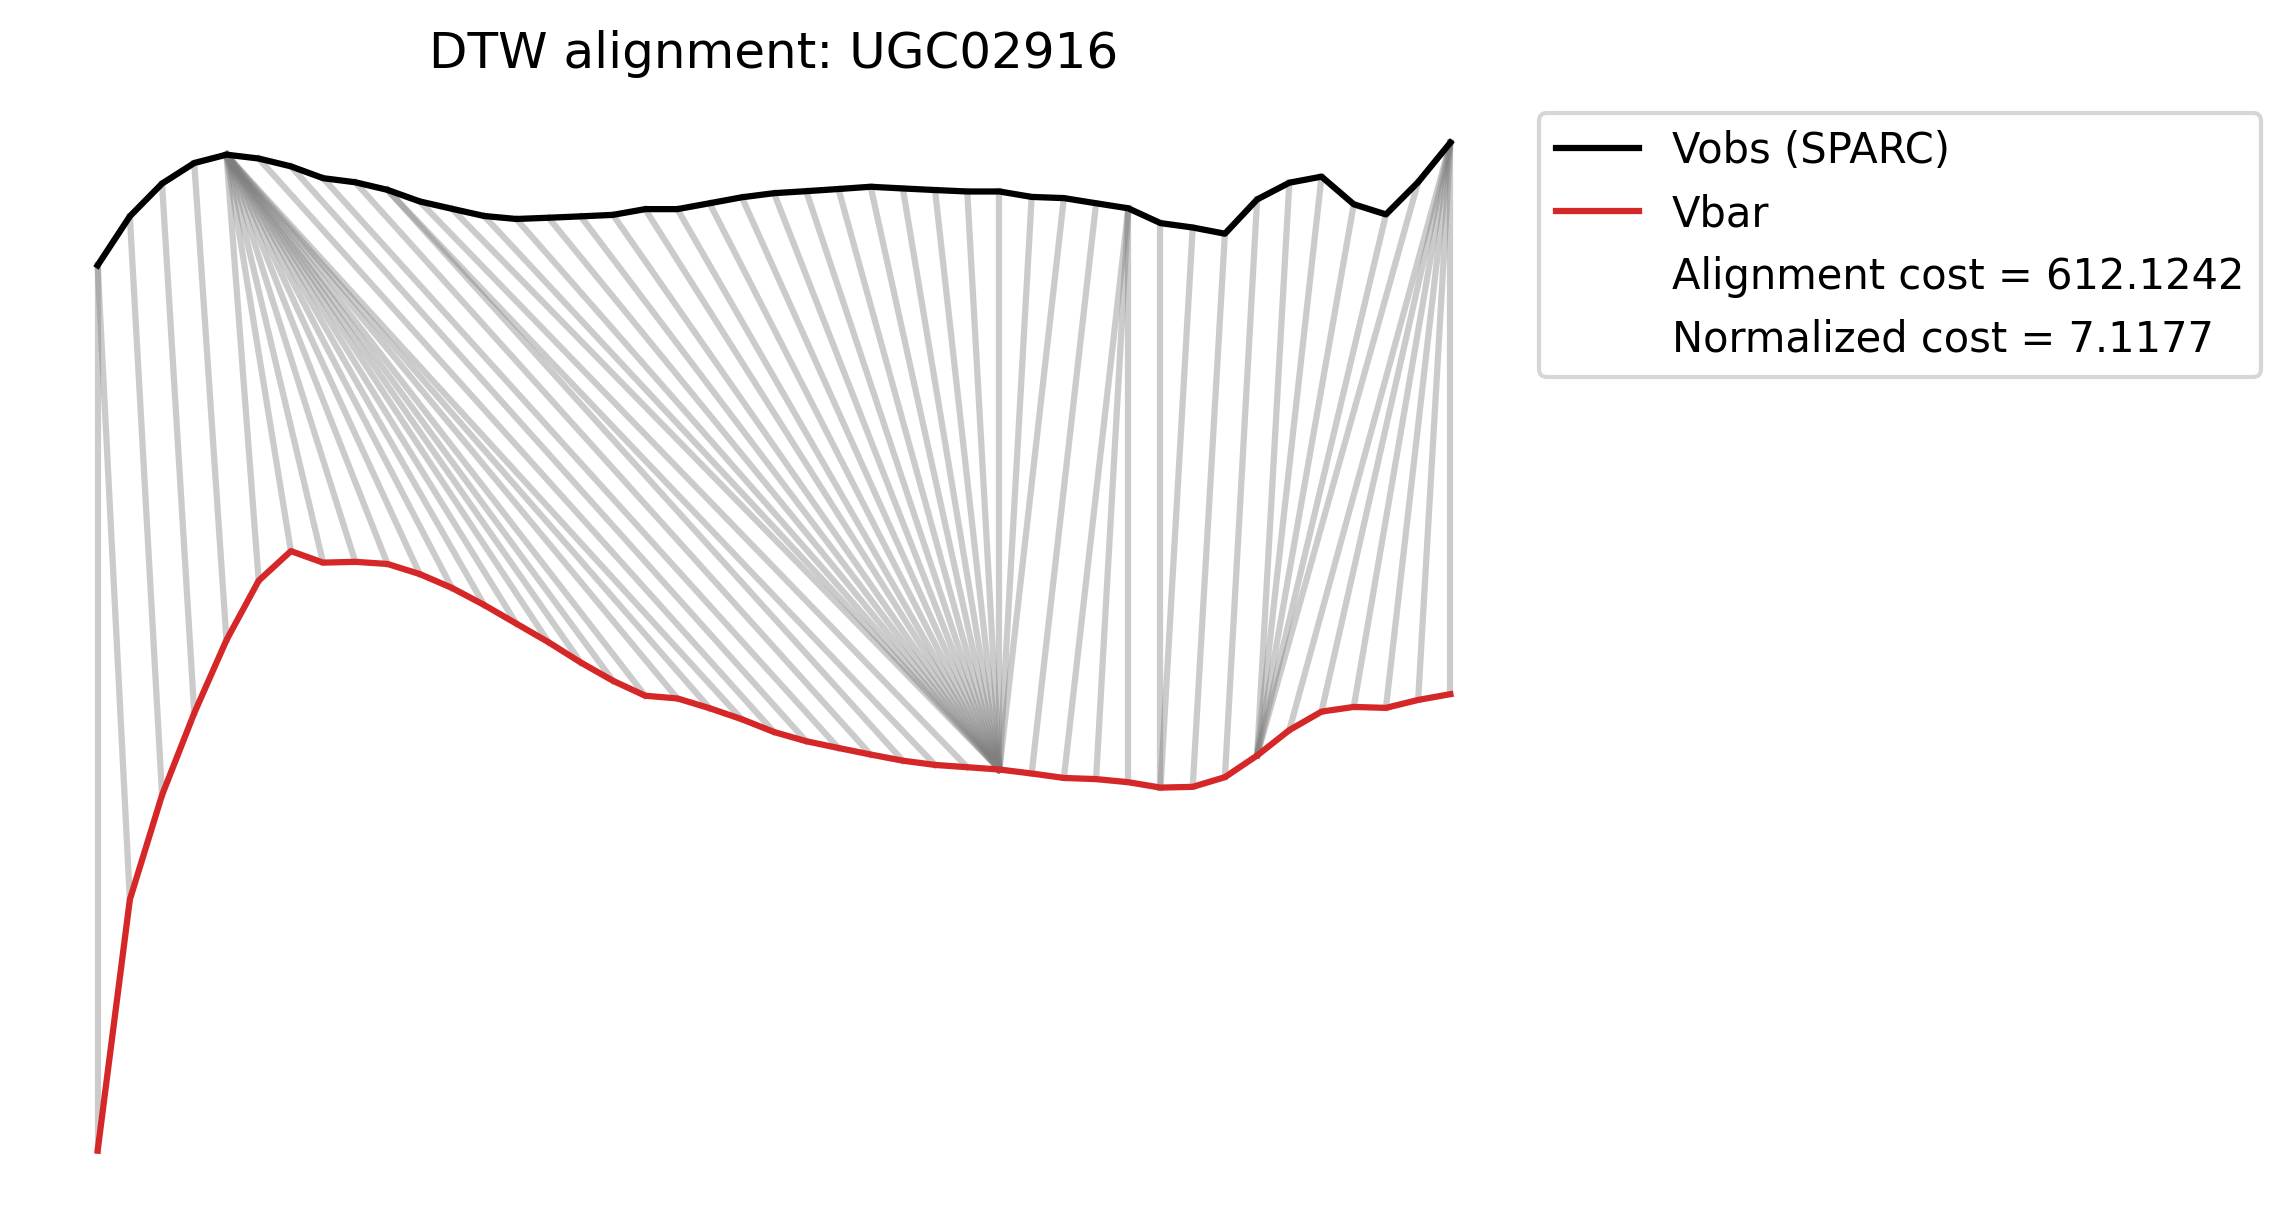 DTW alignment: UGC02916
Vobs (SPARC)
Vbar
Alignment cost = 612.1242
Normalized cost = 7.1177